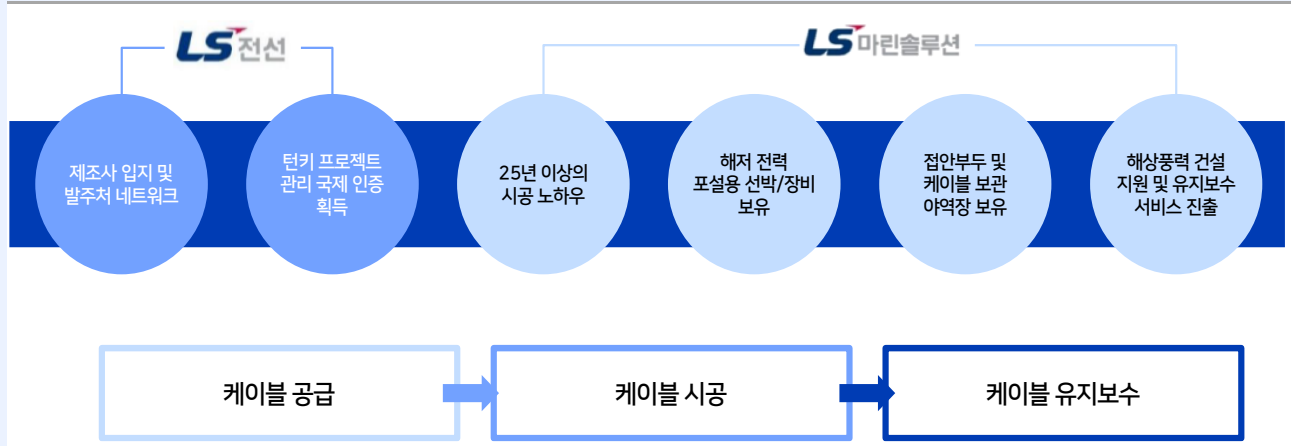 LS전선
LS마린솔루션
제조사 입지 및
발주처 네트워크
턴키 프로젝트
관리 국제 인증
획득
25년 이상의
시공 노하우
해저 전력
포설용 선박/장비
보유
접안부두 및
케이블 보관
야역장 보유
해상풍력 건설
지원 및 유지보수
서비스 진출
케이블 공급
케이블 시공
케이블 유지보수